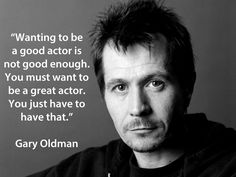 “Wanting to be
a good actor is
not good enough.
You must want to
be a great actor.
You just have to
have that.”
Gary Oldman